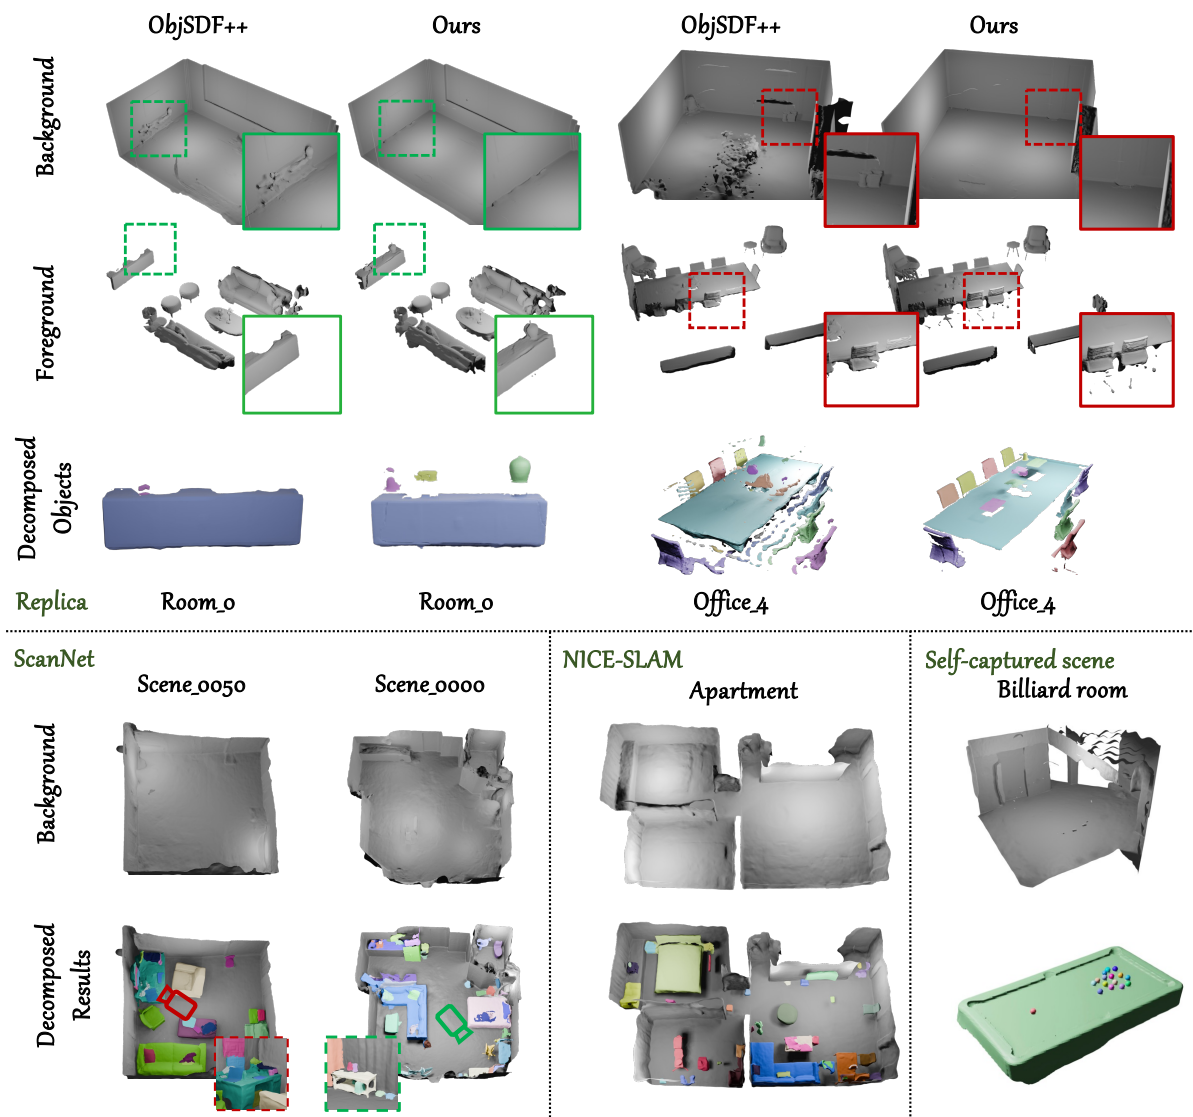 ObjSDF++ Ours ObjSDF++ Ours
Background
Foreground
Decomposed
Objects
Replica Room_0 Room_0 Office_4 Office_4
ScanNet NICE-SLAM Self-captured scene
Scene_0050 Scene_0000 Apartment Billiard room
Background
Decomposed
Results